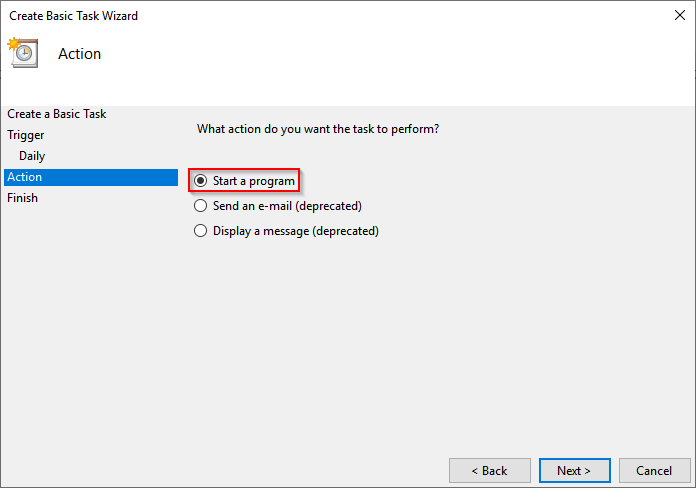 Create Basic Task Wizard
Action
Create a Basic Task
Trigger
Daily
Action
Finish
What action do you want the task to perform?
Start a program
Send an e-mail (deprecated)
Display a message (deprecated)
< Back
Next >
Cancel